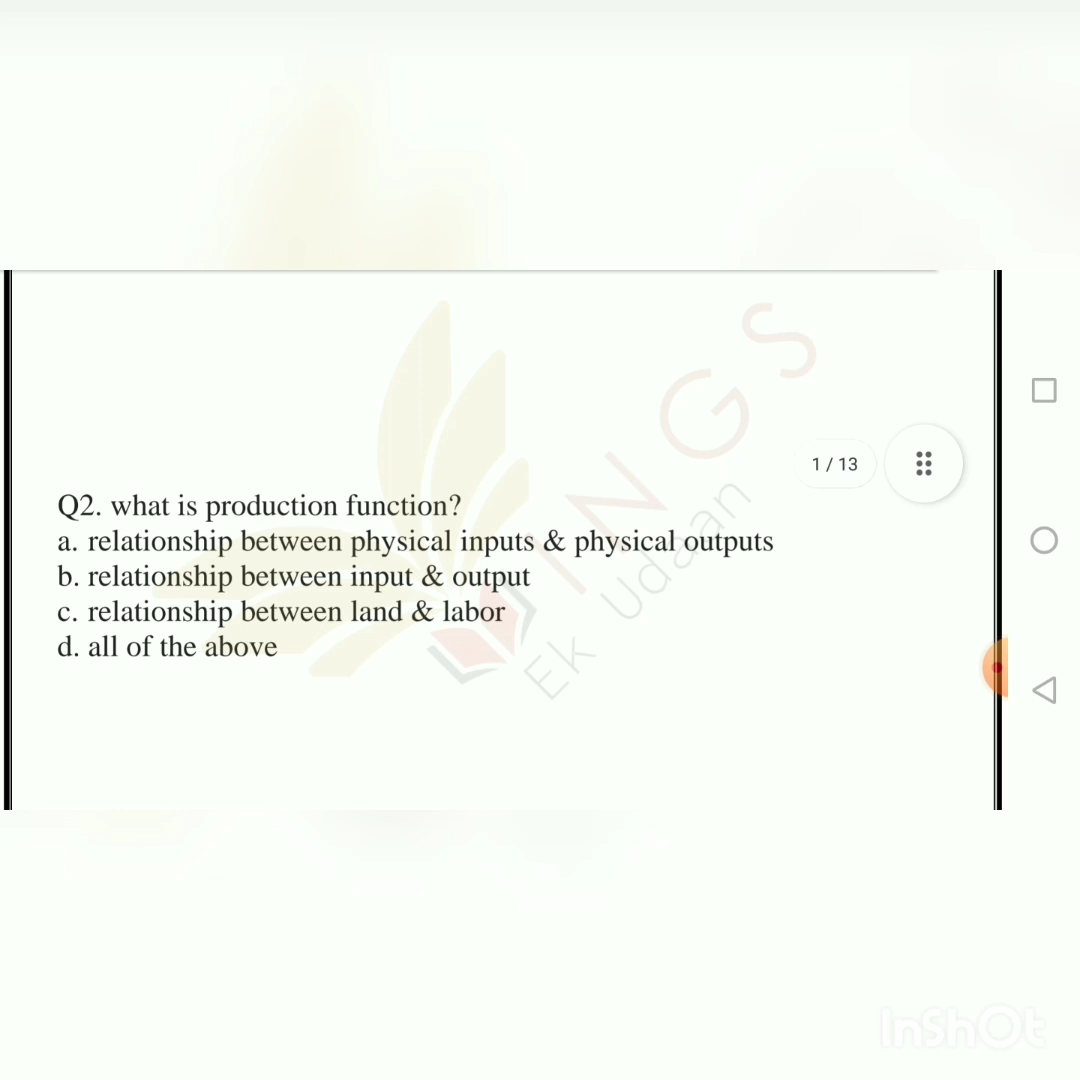 INGS
Ek Udaan
1 / 13
Q2. what is production function?
a. relationship between physical inputs & physical outputs
b. relationship between input & output
c. relationship between land & labor
d. all of the above
InShOt